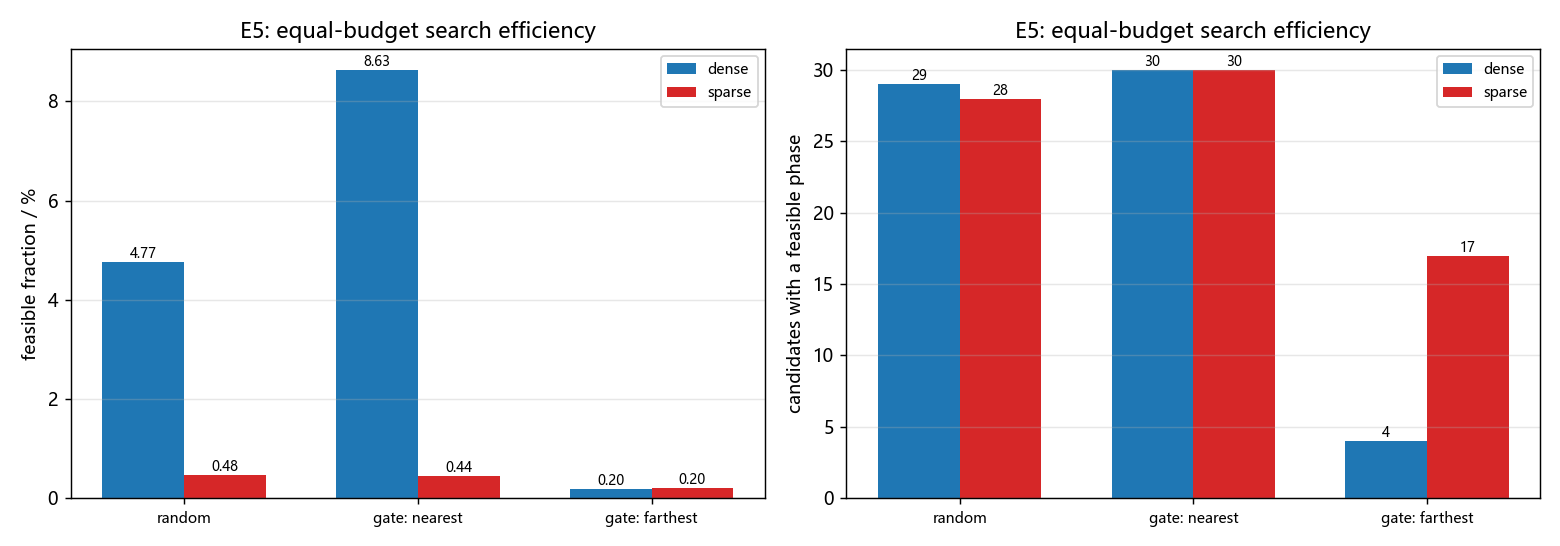 E5: equal-budget search efficiency
feasible fraction / %
8
6
4
2
0
4.77
0.48
8.63
0.44
0.20
0.20
dense
sparse
random
gate: nearest
gate: farthest
E5: equal-budget search efficiency
candidates with a feasible phase
30
25
20
15
10
5
0
29
28
30
30
4
17
dense
sparse
random
gate: nearest
gate: farthest